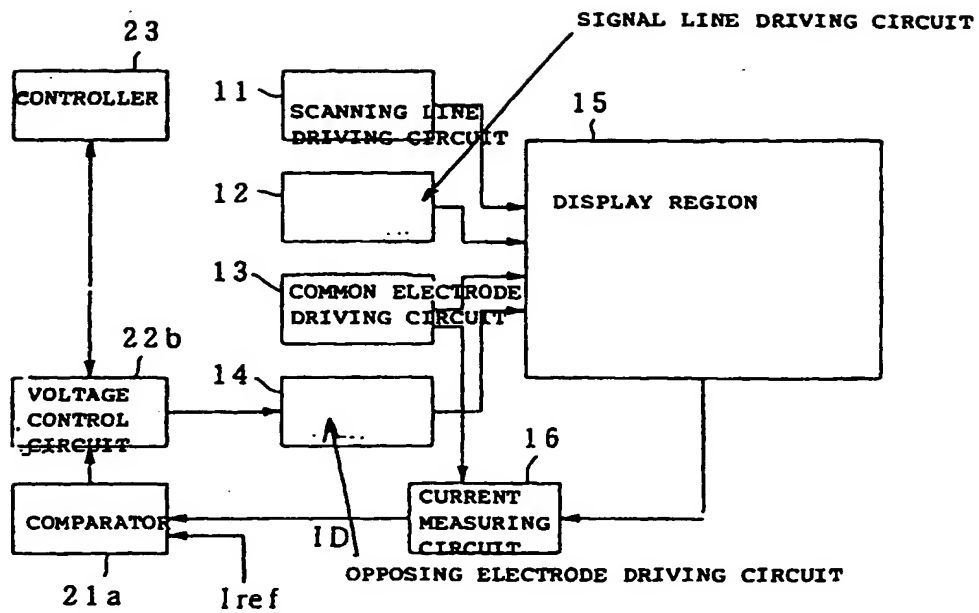 SIGNAL LINE DRIVING CIRCUIT
23
CONTROLLER
11
SCANNING LINE
DRIVING CIRCUIT
15
DISPLAY REGION
12
13
COMMON ELECTRODE
DRIVING CIRCUIT
22b
VOLTAGE
CONTROL
CIRCUIT
14
16
CURRENT
MEASURING
CIRCUIT
COMPARATOR
ID
OPPOSING ELECTRODE DRIVING CIRCUIT
21a
Iref